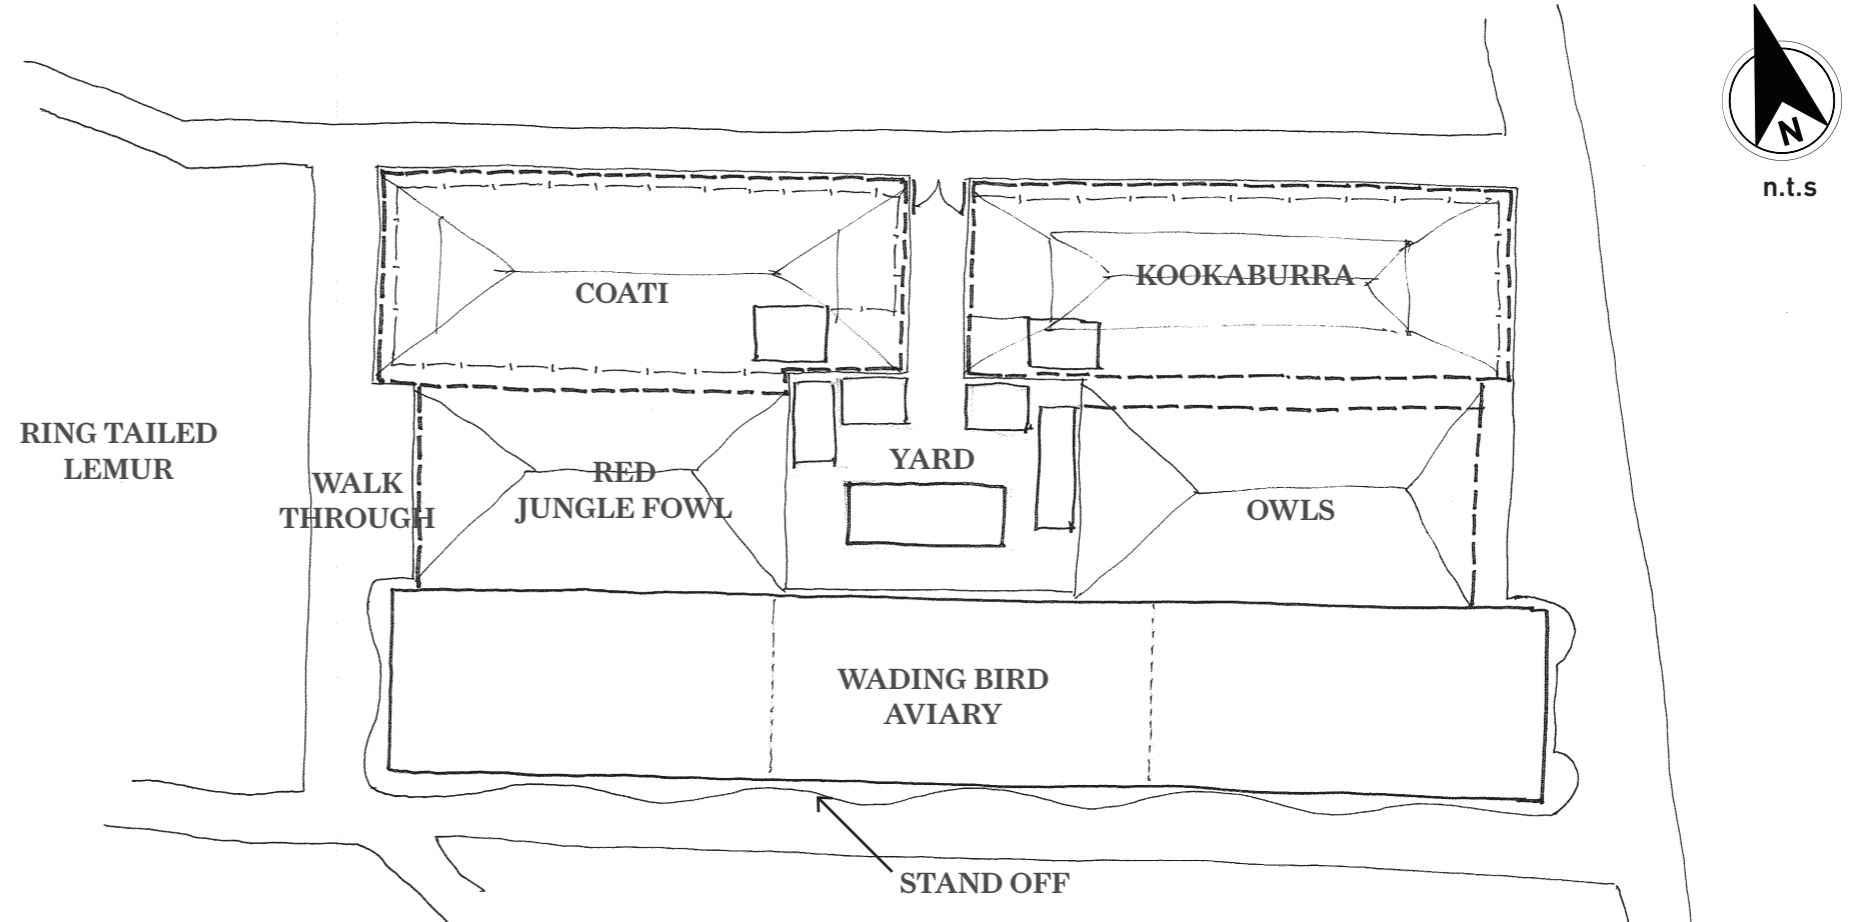 N
n.t.s
COATI
KOOKABURRA
RING TAILED
LEMUR
WALK
THROUGH
RED
JUNGLE FOWL
YARD
OWLS
WADING BIRD
AVIARY
STAND OFF